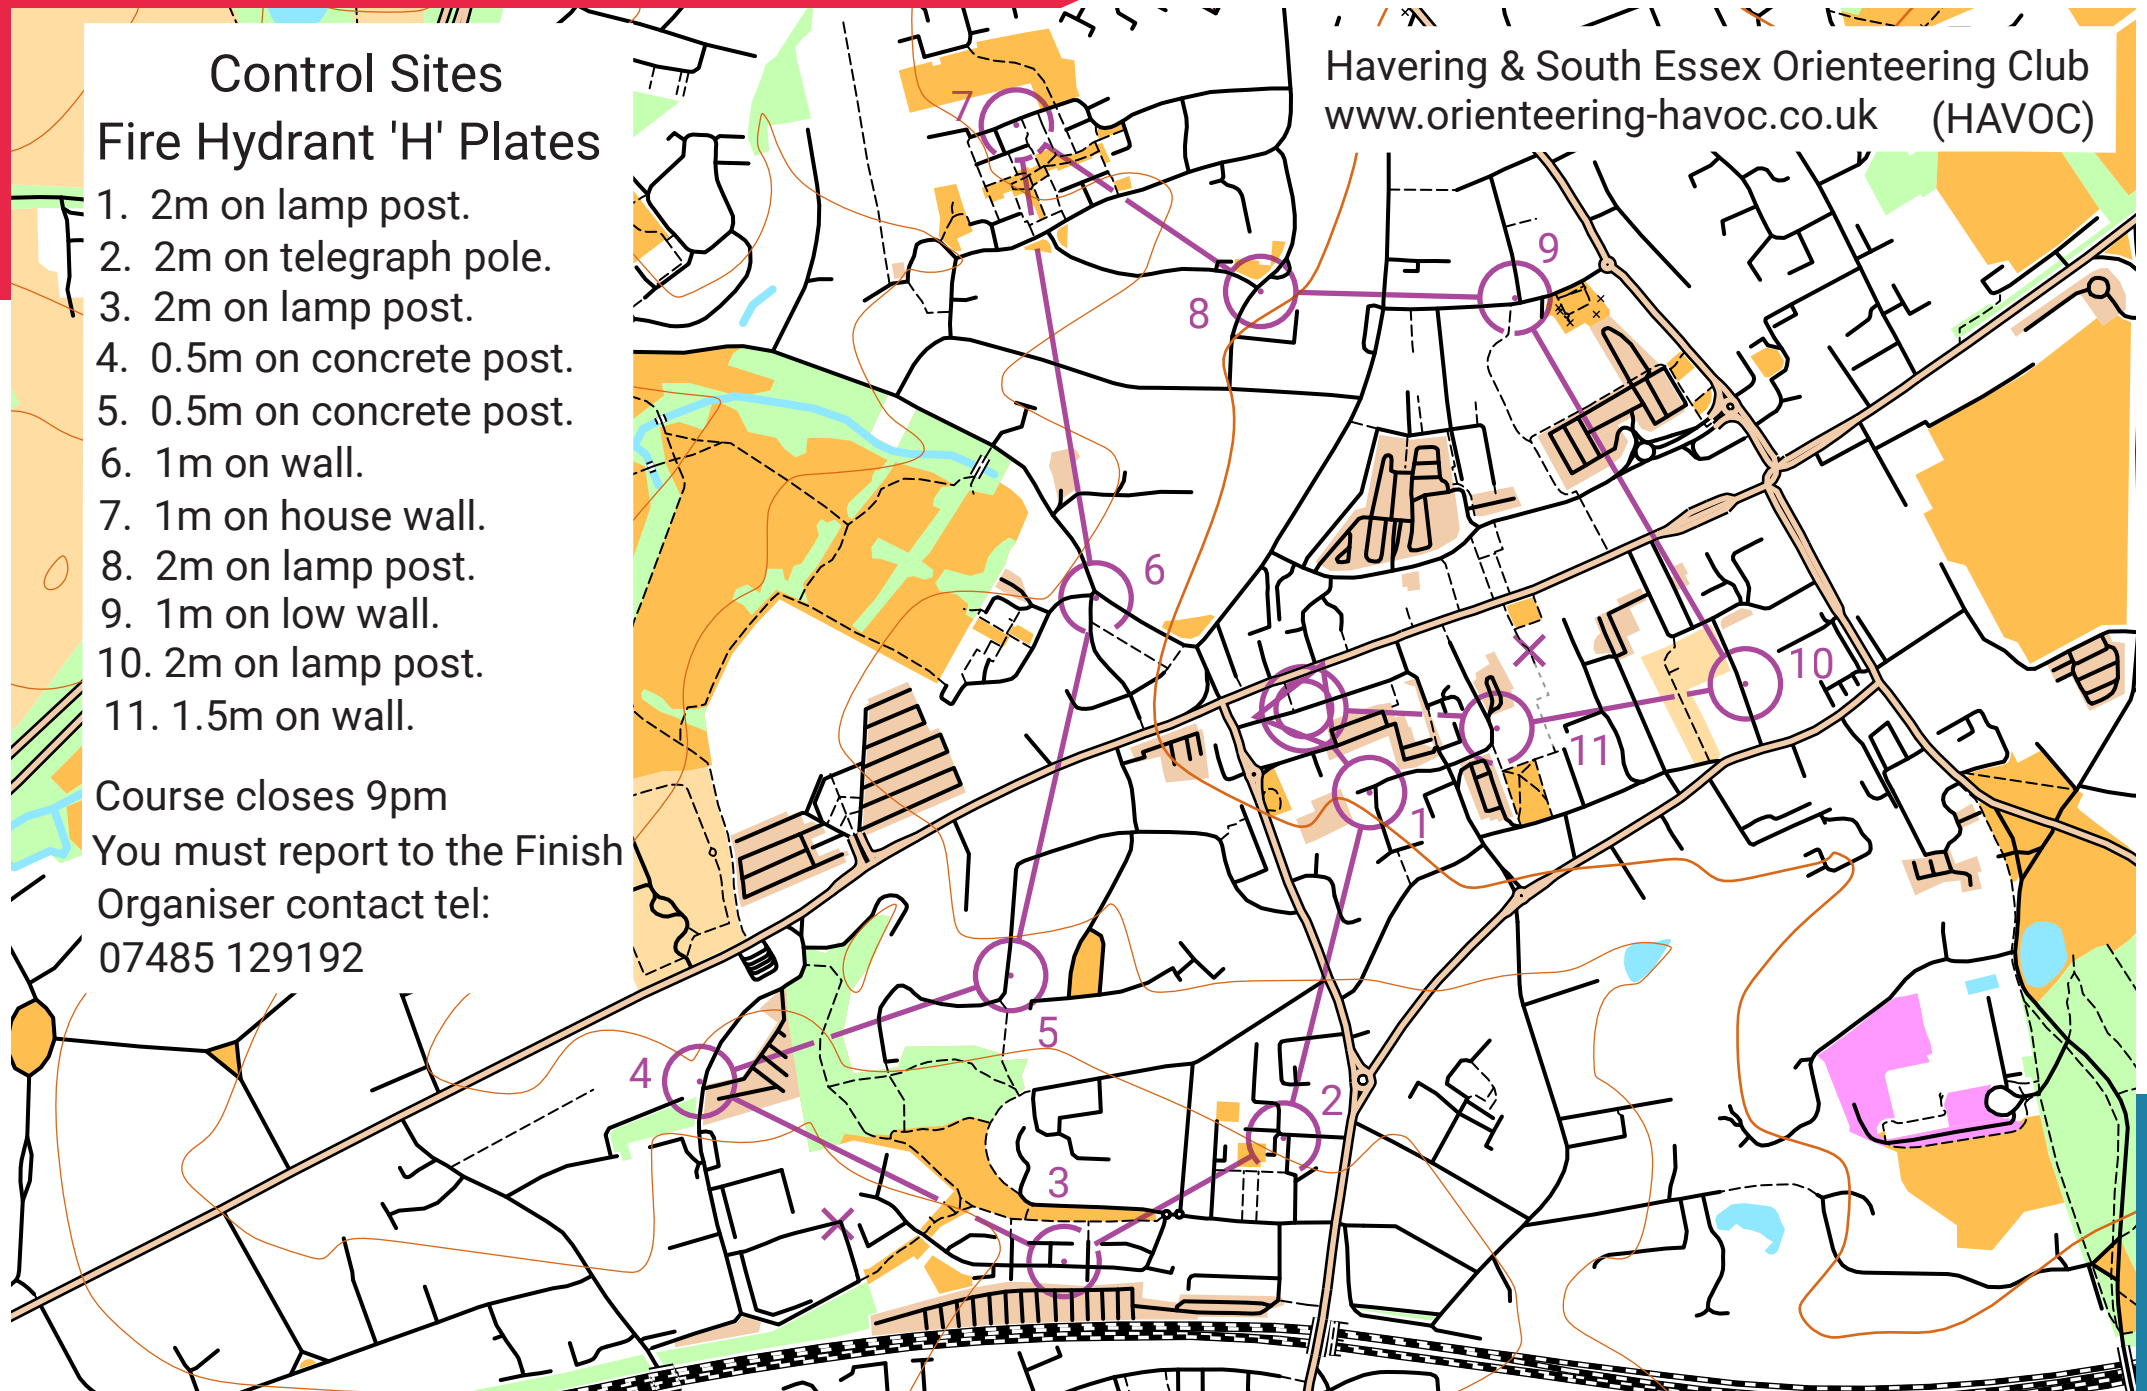 Control Sites
Fire Hydrant 'H' Plates
1. 2m on lamp post.
2. 2m on telegraph pole.
3. 2m on lamp post.
4. 0.5m on concrete post.
5. 0.5m on concrete post.
6. 1m on wall.
7. 1m on house wall.
8. 2m on lamp post.
9. 1m on low wall.
10. 2m on lamp post.
11. 1.5m on wall.
Course closes 9pm
You must report to the Finish
Organiser contact tel:
07485 129192
Havering & South Essex Orienteering Club
www.orienteering-havoc.co.uk (HAVOC)
7
9
8
6
10
11
1
5
4
2
3